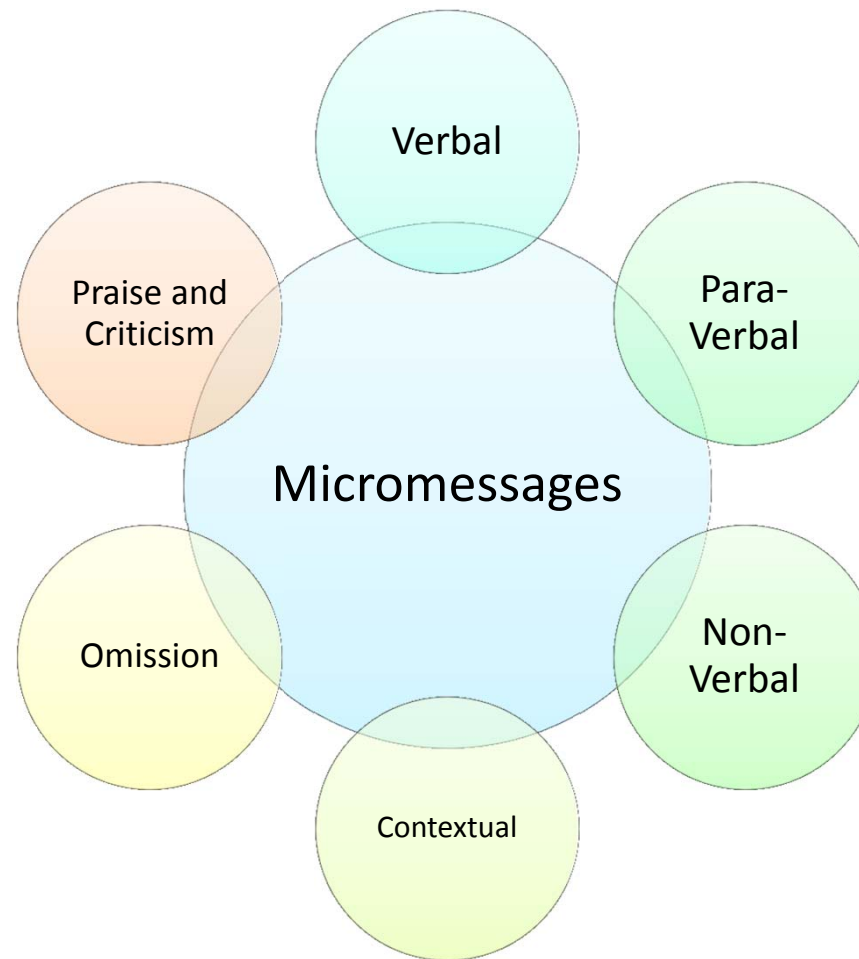 Verbal
Para-
Verbal
Non-
Verbal
Contextual
Omission
Praise and
Criticism
Micromessages